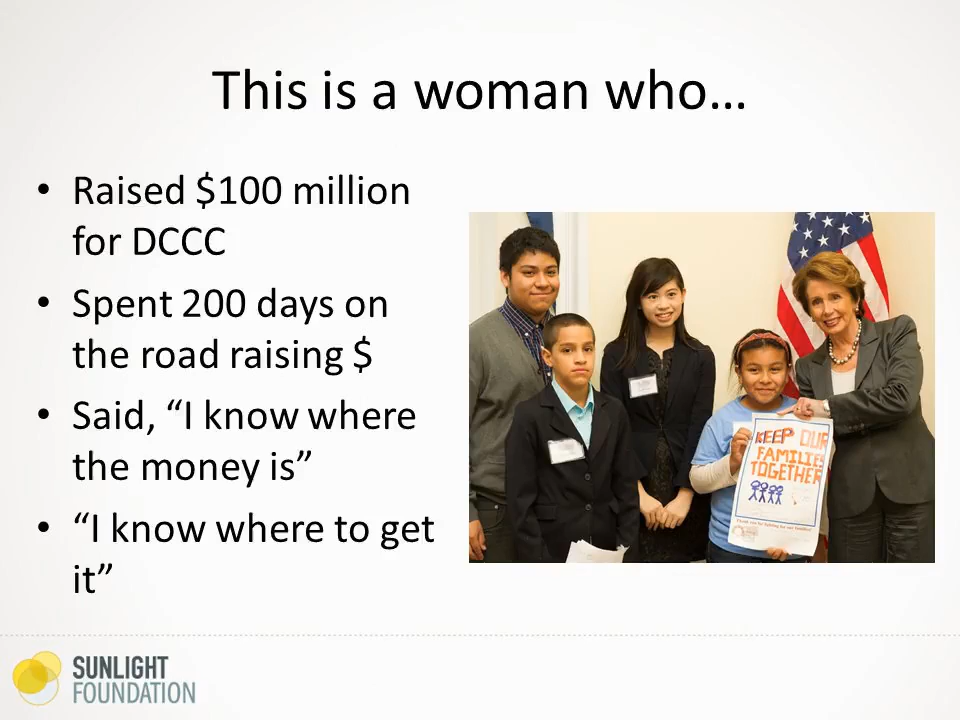 This is a woman who…
• Raised $100 million
for DCCC
• Spent 200 days on
the road raising $
• Said, “I know where
the money is”
• “I know where to get
it”
KEEP OUR
FAMILIES
TOGETHER
SUNLIGHT
FOUNDATION